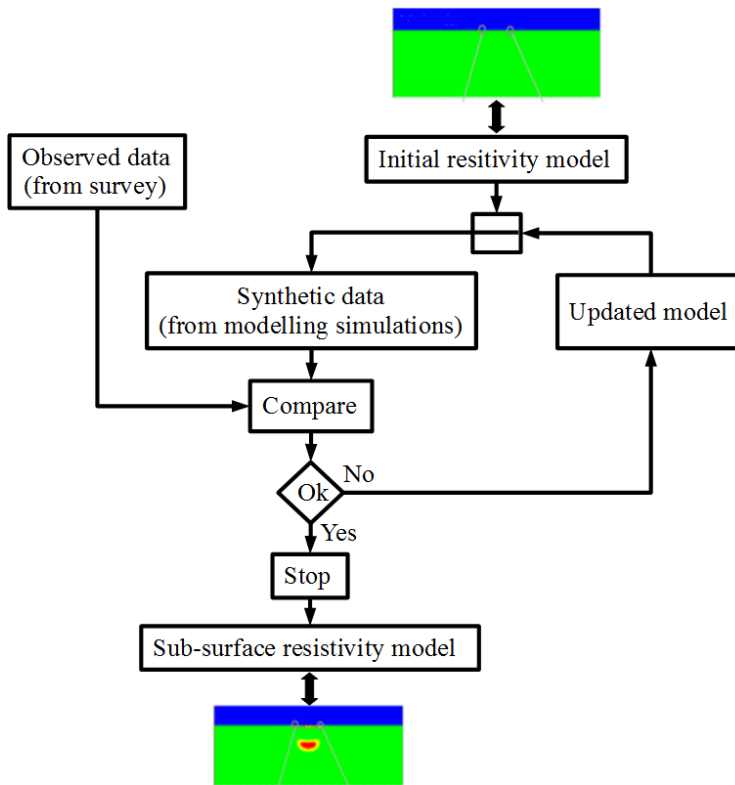 Observed data
(from survey)
Initial resitivity model
Synthetic data
(from modelling simulations)
Updated model
Compare
Ok
No
Yes
Stop
Sub-surface resistivity model